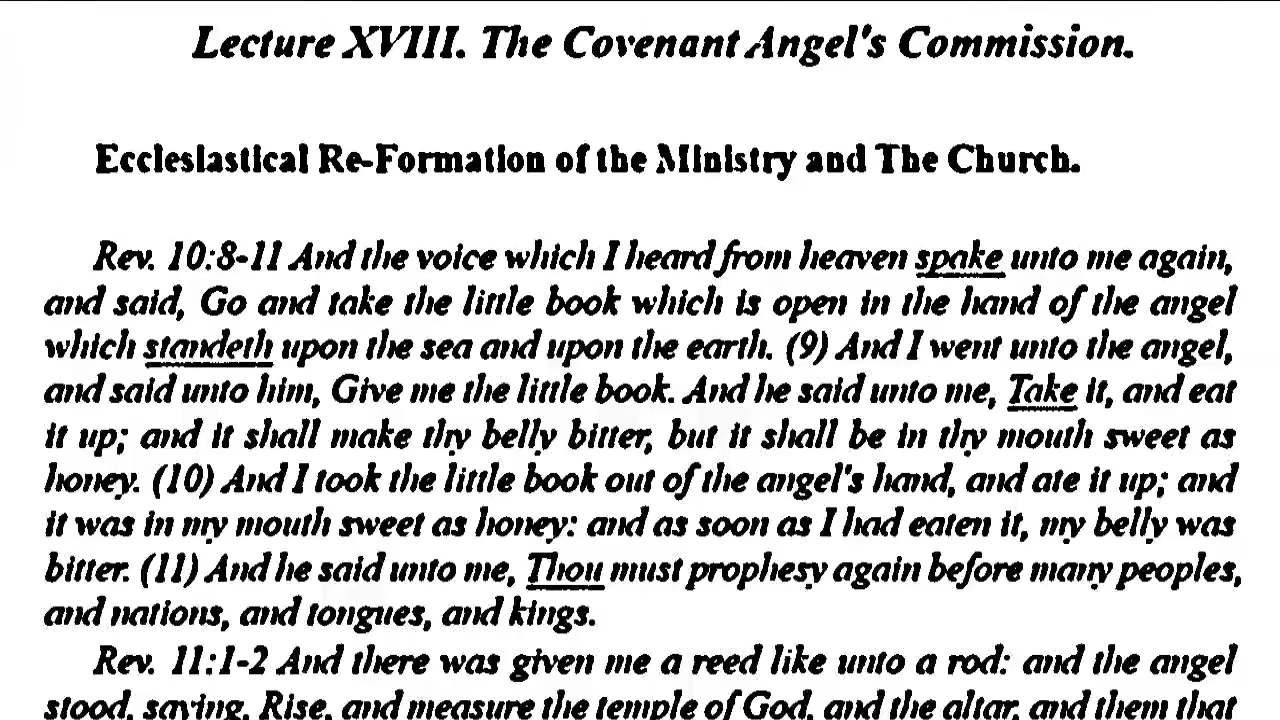 Lecture XVIII. The Covenant Angel's Commission.
Ecclesiastical Re-Formation of the Ministry and The Church.
Rev. 10:8-11 And the voice which I heard from heaven spake unto me again,
and said, Go and take the little book which is open in the hand of the angel
which standeth upon the sea and upon the earth. (9) And I went unto the angel,
and said unto him, Give me the little book. And he said unto me, Take it, and eat
it up; and it shall make thy belly bitter, but it shall be in thy mouth sweet as
honey. (10) And I took the little book out of the angel's hand, and ate it up; and
it was in my mouth sweet as honey: and as soon as I had eaten it, my belly was
bitter. (11) And he said unto me, Thou must prophesy again before many peoples,
and nations, and tongues, and kings.
Rev. 11:1-2 And there was given me a reed like unto a rod: and the angel
stood, saying, Rise, and measure the temple of God, and the altar, and them that